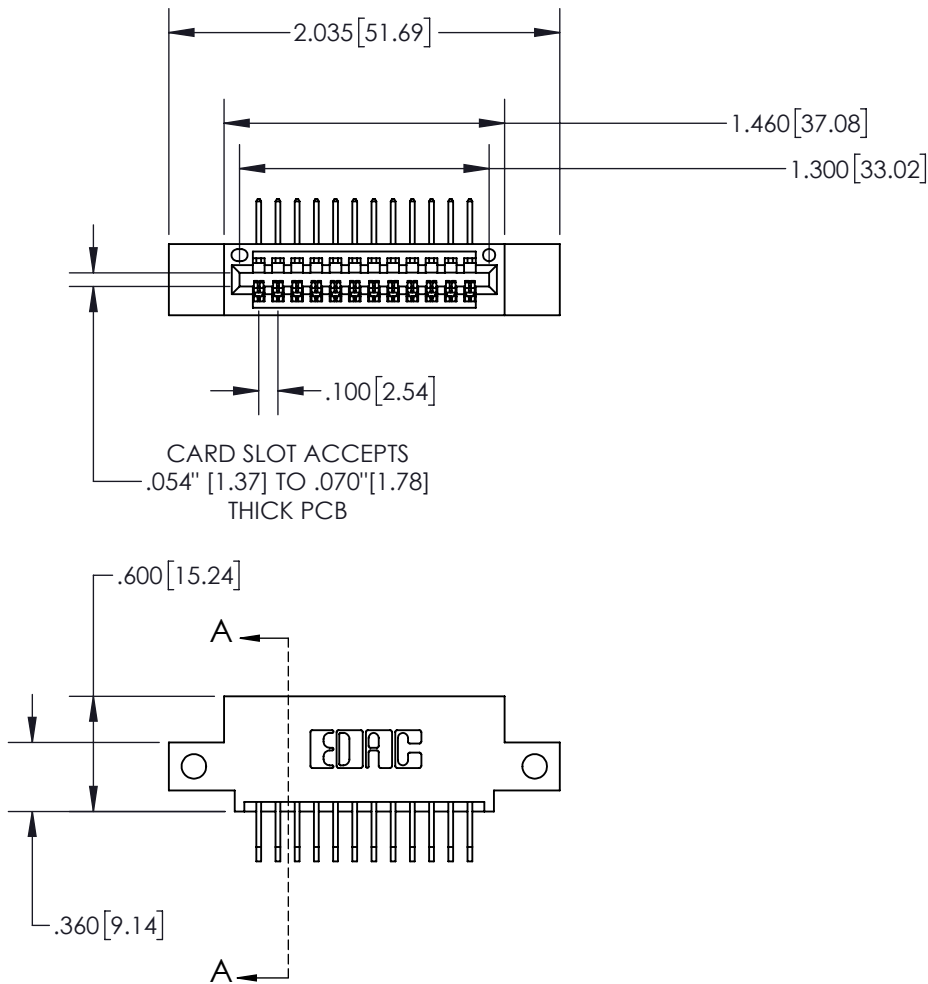 2.035[51.69]
1.460[37.08]
1.300[33.02]
.100[2.54]
CARD SLOT ACCEPTS
.054" [1.37] TO .070"[1.78]
THICK PCB
.600[15.24]
A
EDAC
.360[9.14]
A